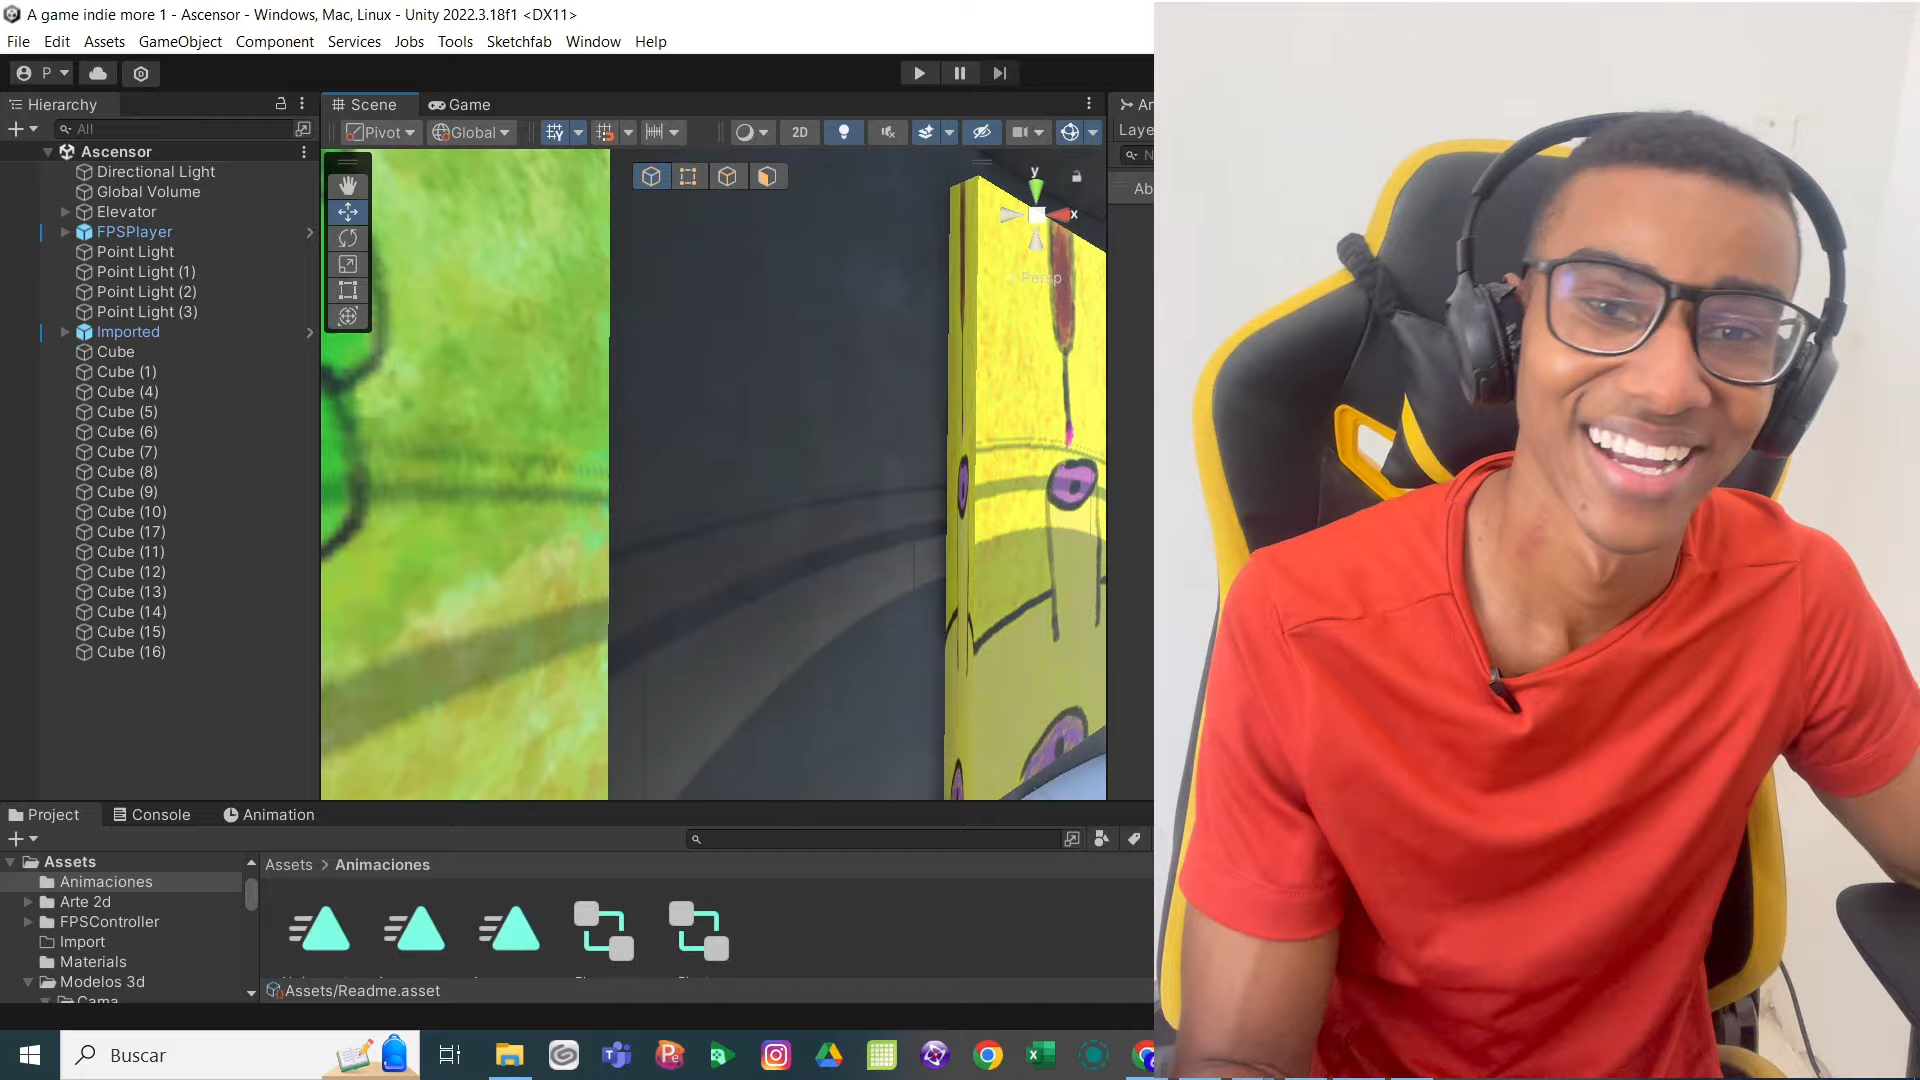 A game indie more 1 - Ascensor - Windows, Mac, Linux - Unity 2022.3.18f1 <DX11>
File Edit Assets GameObject Component Services Jobs Tools Sketchfab Window Help
P
Hierarchy
All
Ascensor
Directional Light
Global Volume
Elevator
FPSPlayer
Point Light
Point Light (1)
Point Light (2)
Point Light (3)
Imported
Cube
Cube (1)
Cube (4)
Cube (5)
Cube (6)
Cube (7)
Cube (8)
Cube (9)
Cube (10)
Cube (17)
Cube (11)
Cube (12)
Cube (13)
Cube (14)
Cube (15)
Cube (16)
Scene Game
Pivot Global 2D
y
x
Persp
Project Console Animation
Assets
Animaciones
Arte 2d
FPSController
Import
Materials
Modelos 3d
Cama
Assets > Animaciones
Assets/Readme.asset
Buscar